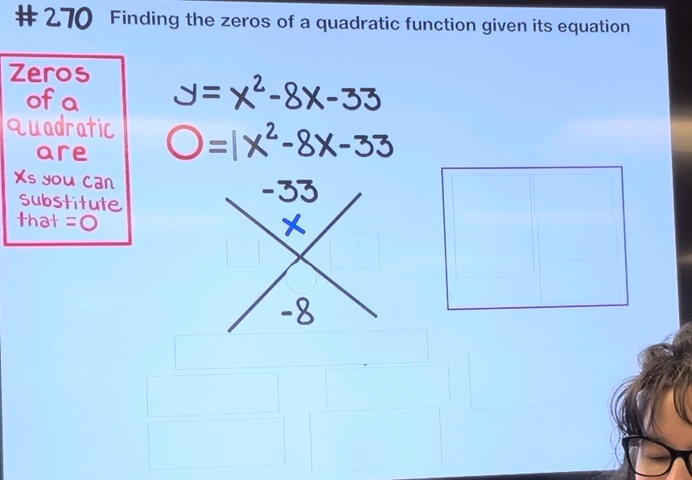 #270 Finding the zeros of a quadratic function given its equation
Zeros
of a
quadratic
are
Xs you can
substitute
that =0
y=x²-8x-33
0=1x²-8x-33
-33
x
-8